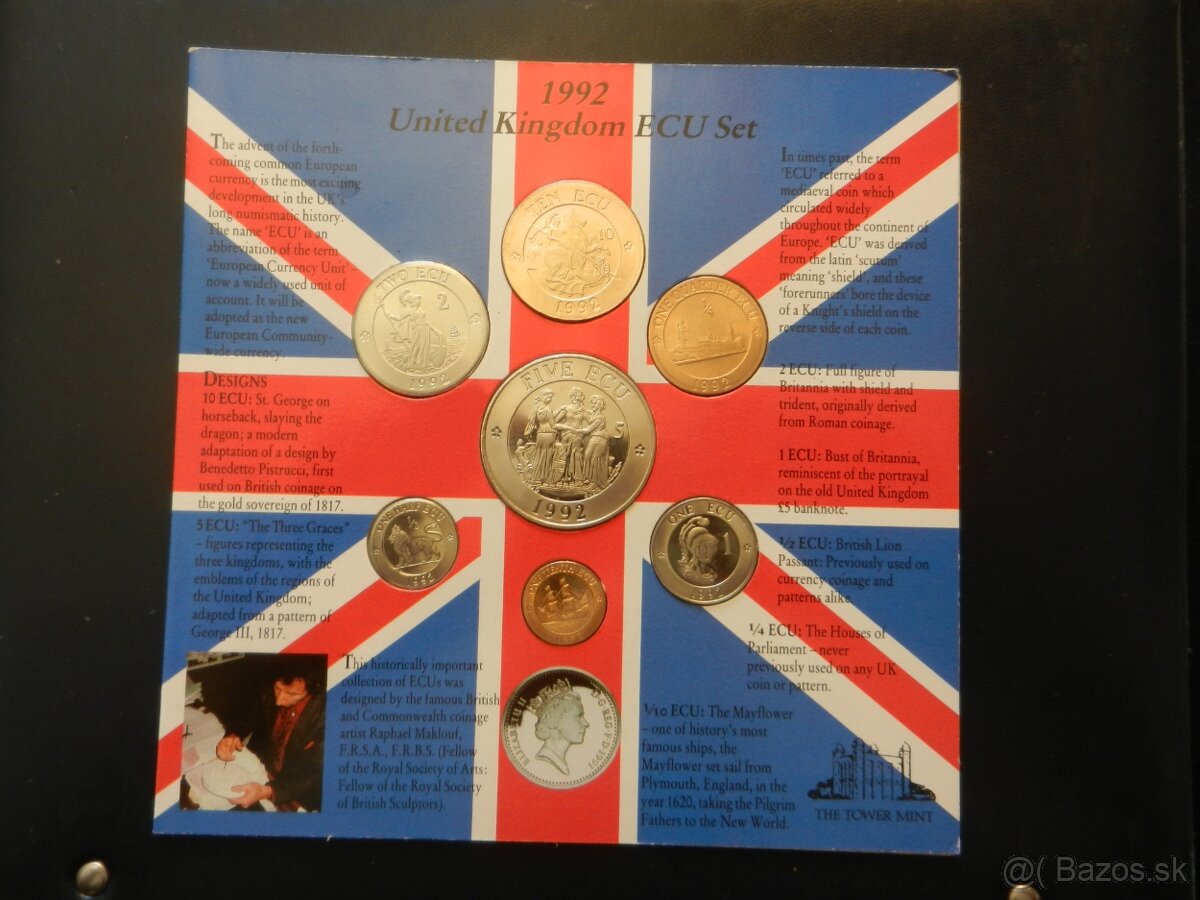 1992
United Kingdom ECU Set
The advent of the forth-
coming common European
currency is the most exciting
development in the UK's
long numismatic history.
The name 'ECU' is an
abbreviation of the term
'European Currency Unit' –
now a widely used unit of
account. It will be
adopted as the new
European Community-
wide currency.
DESIGNS
10 ECU: St. George on
horseback, slaying the
dragon; a modern
adaptation of a design by
Benedetto Pistrucci, first
used on British coinage on
the gold sovereign of 1817.
5 ECU: "The Three Graces"
– figures representing the
three kingdoms, with the
emblems of the regions of
the United Kingdom;
adapted from a pattern of
George III, 1817.
This historically important
collection of ECUs was
designed by the famous British
and Commonwealth coinage
artist Raphael Maklouf,
F.R.S.A., F.R.B.S. (Fellow
of the Royal Society of Arts:
Fellow of the Royal Society
of British Sculptors).
TEN ECU
10
1992
TWO ECU
2
1992
ONE QUARTER ECU
1/4
1992
FIVE ECU
5
1992
ONE HALF ECU
1/2
1992
ONE ECU
1
1992
ONE TENTH ECU
ELIZABETH II
D·G·REG·F·D·1991
In times past, the term
'ECU' referred to a
mediaeval coin which
circulated widely
throughout the continent of
Europe. 'ECU' was derived
from the latin 'scutum'
meaning 'shield', and these
'forerunners' bore the device
of a Knight's shield on the
reverse side of each coin.
2 ECU: Full figure of
Britannia with shield and
trident, originally derived
from Roman coinage.
1 ECU: Bust of Britannia,
reminiscent of the portrayal
on the old United Kingdom
£5 banknote.
1/2 ECU: British Lion
Passant: Previously used on
currency coinage and
patterns alike.
1/4 ECU: The Houses of
Parliament – never
previously used on any UK
coin or pattern.
1/10 ECU: The Mayflower
– one of history's most
famous ships, the
Mayflower set sail from
Plymouth, England, in the
year 1620, taking the Pilgrim
Fathers to the New World.
THE TOWER MINT
@( Bazos.sk